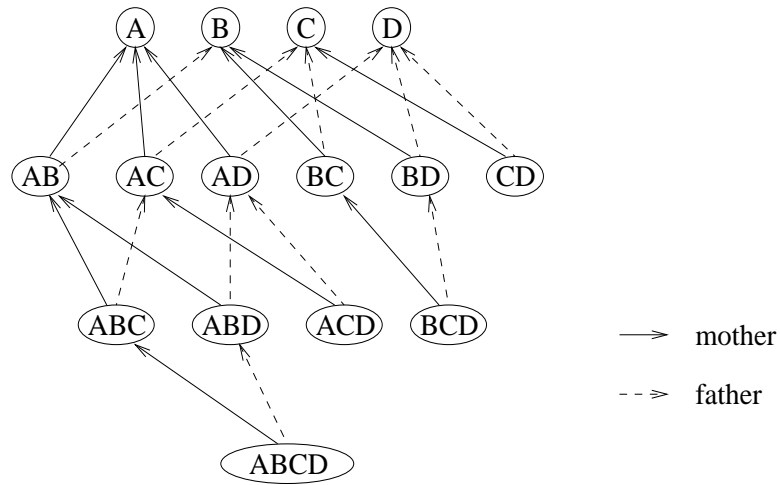 A B C D
AB AC AD BC BD CD
ABC ABD ACD BCD
mother
father
ABCD